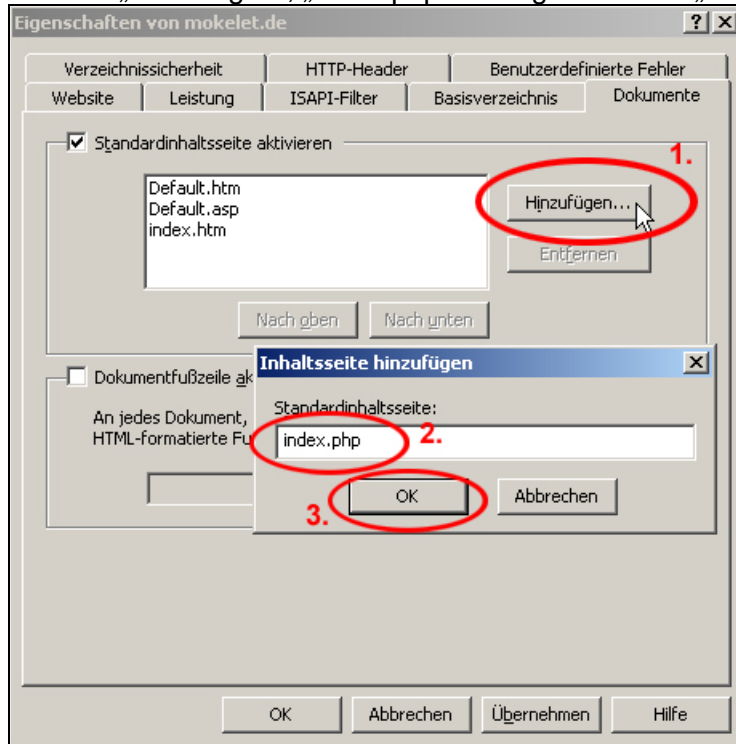 Eigenschaften von mokelet.de
Verzeichnissicherheit HTTP-Header Benutzerdefinierte Fehler
Website Leistung ISAPI-Filter Basisverzeichnis Dokumente
Standardinhaltsseite aktivieren
1.
Default.htm
Default.asp
index.htm
Hinzufügen...
Entfernen
Nach oben Nach unten
Inhaltsseite hinzufügen
Dokumentfußzeile ak
An jedes Dokument,
HTML-formatierte Fu
Standardinhaltsseite:
index.php 2.
OK Abbrechen
3.
OK Abbrechen Übernehmen Hilfe